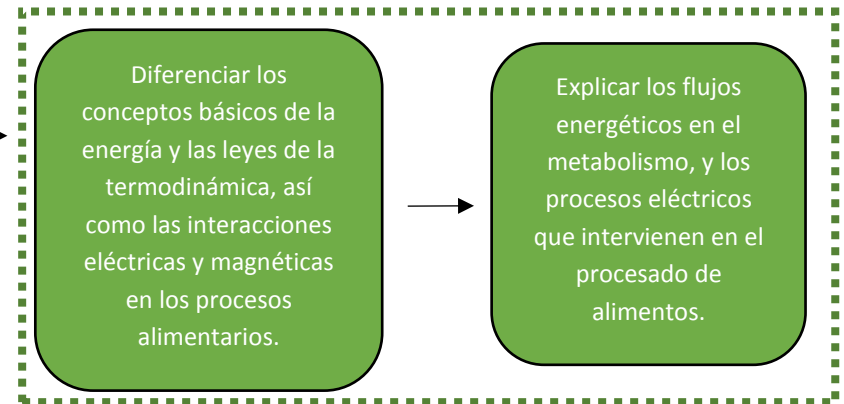 Diferenciar los
conceptos básicos de la
energía y las leyes de la
termodinámica, así
como las interacciones
eléctricas y magnéticas
en los procesos
alimentarios.
Explicar los flujos
energéticos en el
metabolismo, y los
procesos eléctricos
que intervienen en el
procesado de
alimentos.